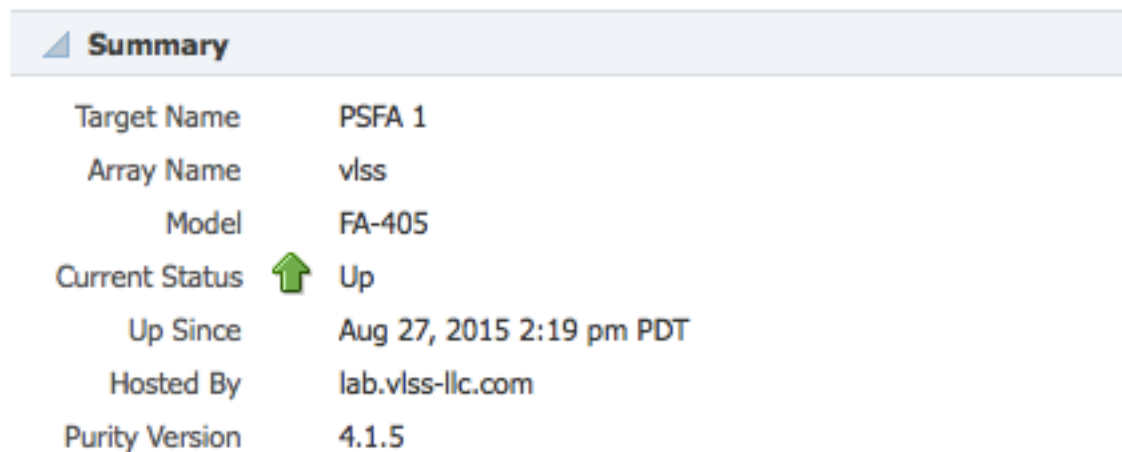 Summary
Target Name PSFA 1
Array Name vlss
Model FA-405
Current Status Up
Up Since Aug 27, 2015 2:19 pm PDT
Hosted By lab.vlss-llc.com
Purity Version 4.1.5